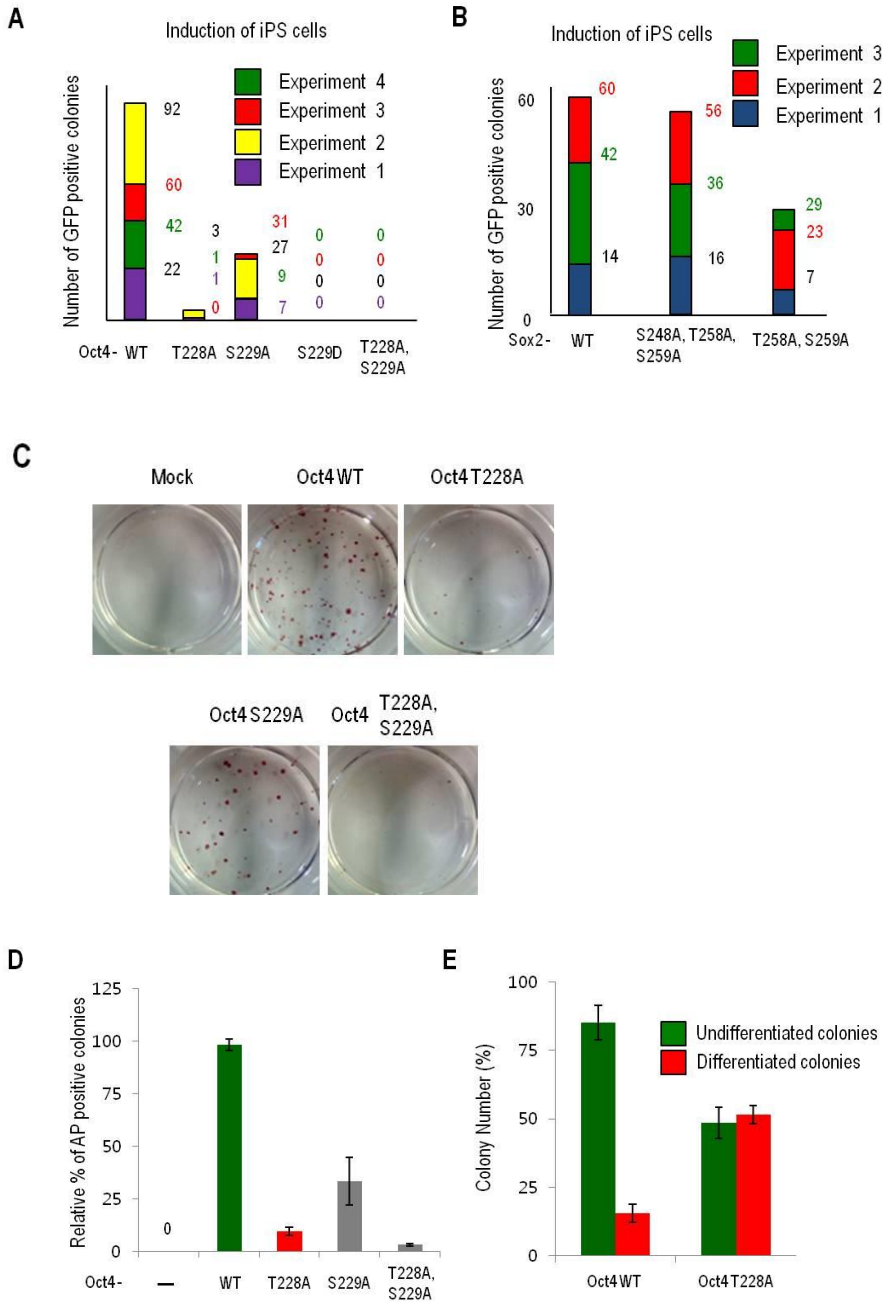 A
Induction of iPS cells
Number of GFP positive colonies
Experiment 4
Experiment 3
Experiment 2
Experiment 1
92
60
42
22
3
1
1
0
31
27
9
7
0
0
0
0
0
0
0
0
Oct4- WT T228A S229A S229D T228A,
S229A
B
Induction of iPS cells
Number of GFP positive colonies
Experiment 3
Experiment 2
Experiment 1
60
30
0
60
42
14
56
36
16
29
23
7
Sox2- WT S248A, T258A, T258A, S259A
S259A
C
Mock Oct4 WT Oct4 T228A
Oct4 S229A Oct4 T228A,
S229A
D
Relative % of AP positive colonies
125
100
75
50
25
0
0
Oct4- — WT T228A S229A T228A,
S229A
E
Colony Number (%)
100
75
50
25
0
Undifferentiated colonies
Differentiated colonies
Oct4 WT Oct4 T228A